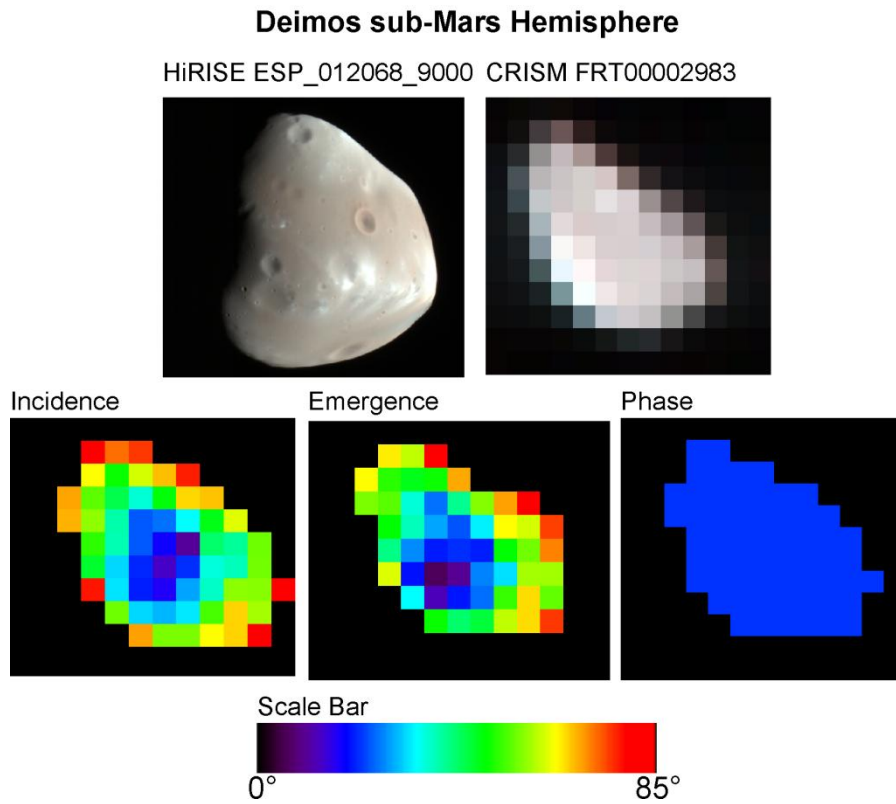 Deimos sub-Mars Hemisphere
HiRISE ESP_012068_9000 CRISM FRT00002983
Incidence
Emergence
Phase
Scale Bar
0°
85°